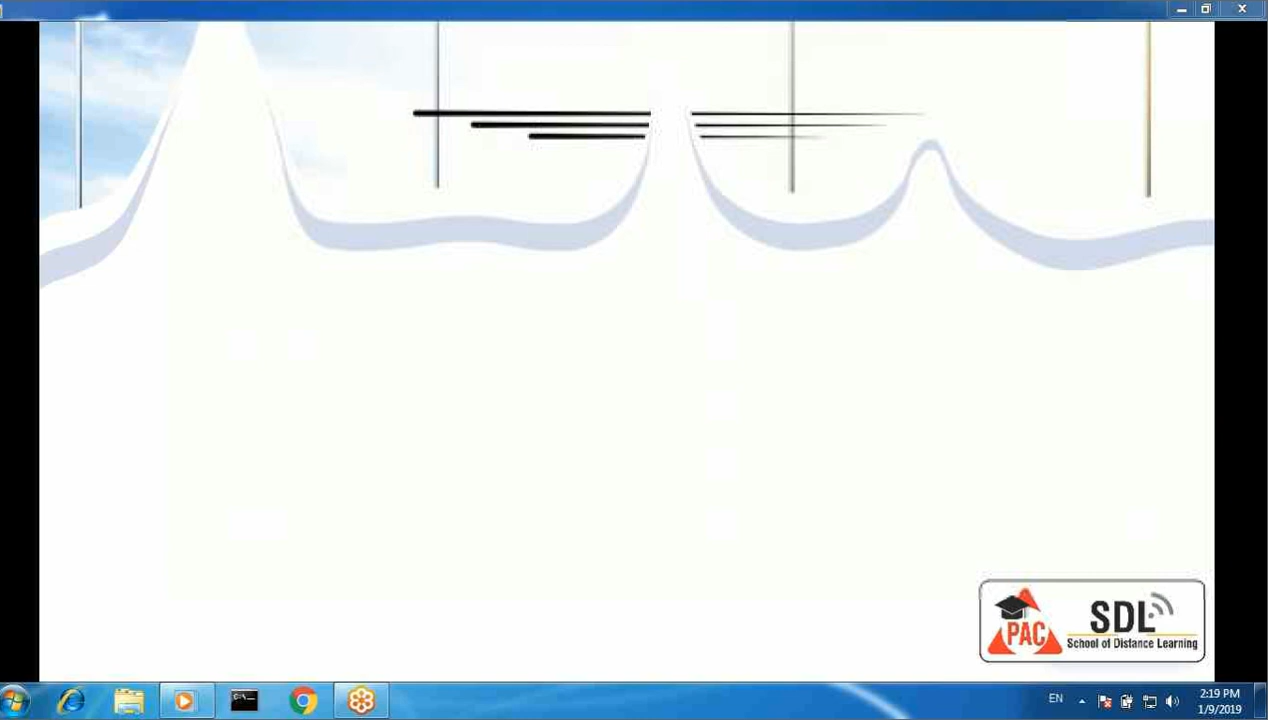 PAC
SDL
School of Distance Learning
C:\_
EN
2:19 PM
1/9/2019